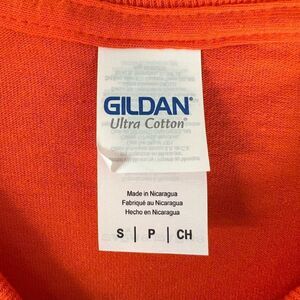 GILDAN®
Ultra Cotton®
Made in Nicaragua
Fabriqué au Nicaragua
Hecho en Nicaragua
S | P | CH